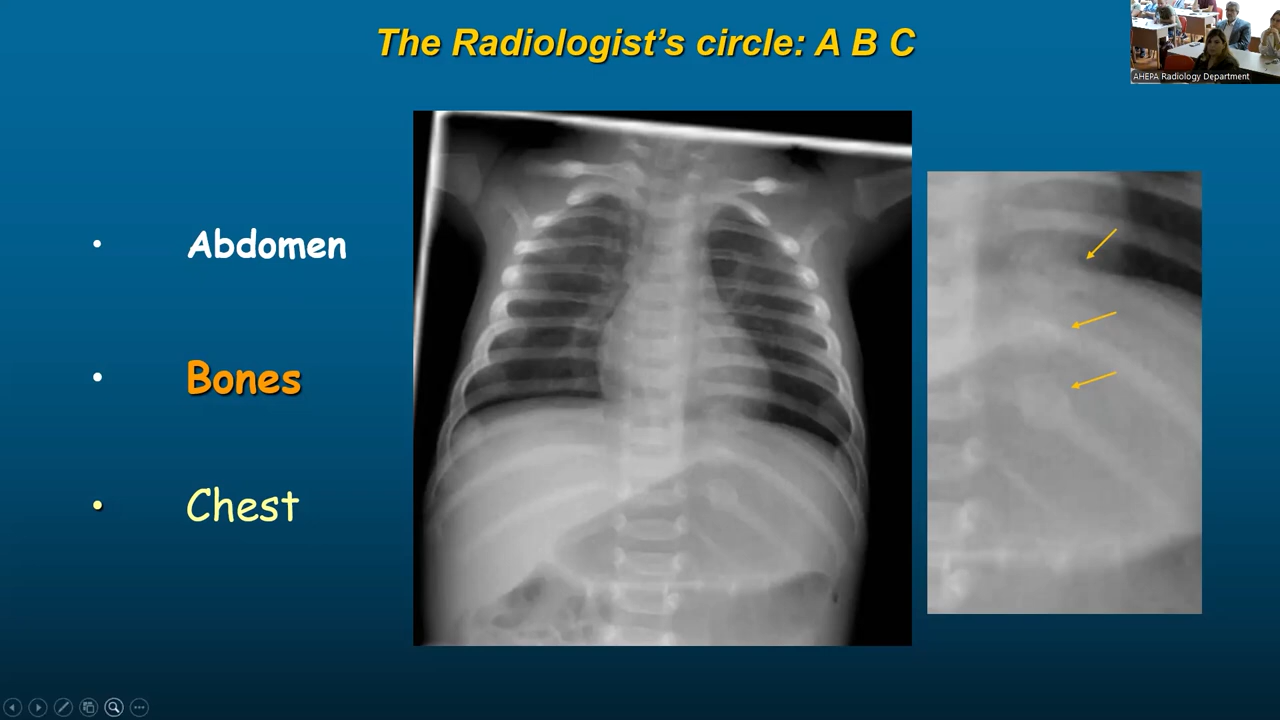 The Radiologist's circle: A B C
AHEPA Radiology Department
• Abdomen
• Bones
• Chest